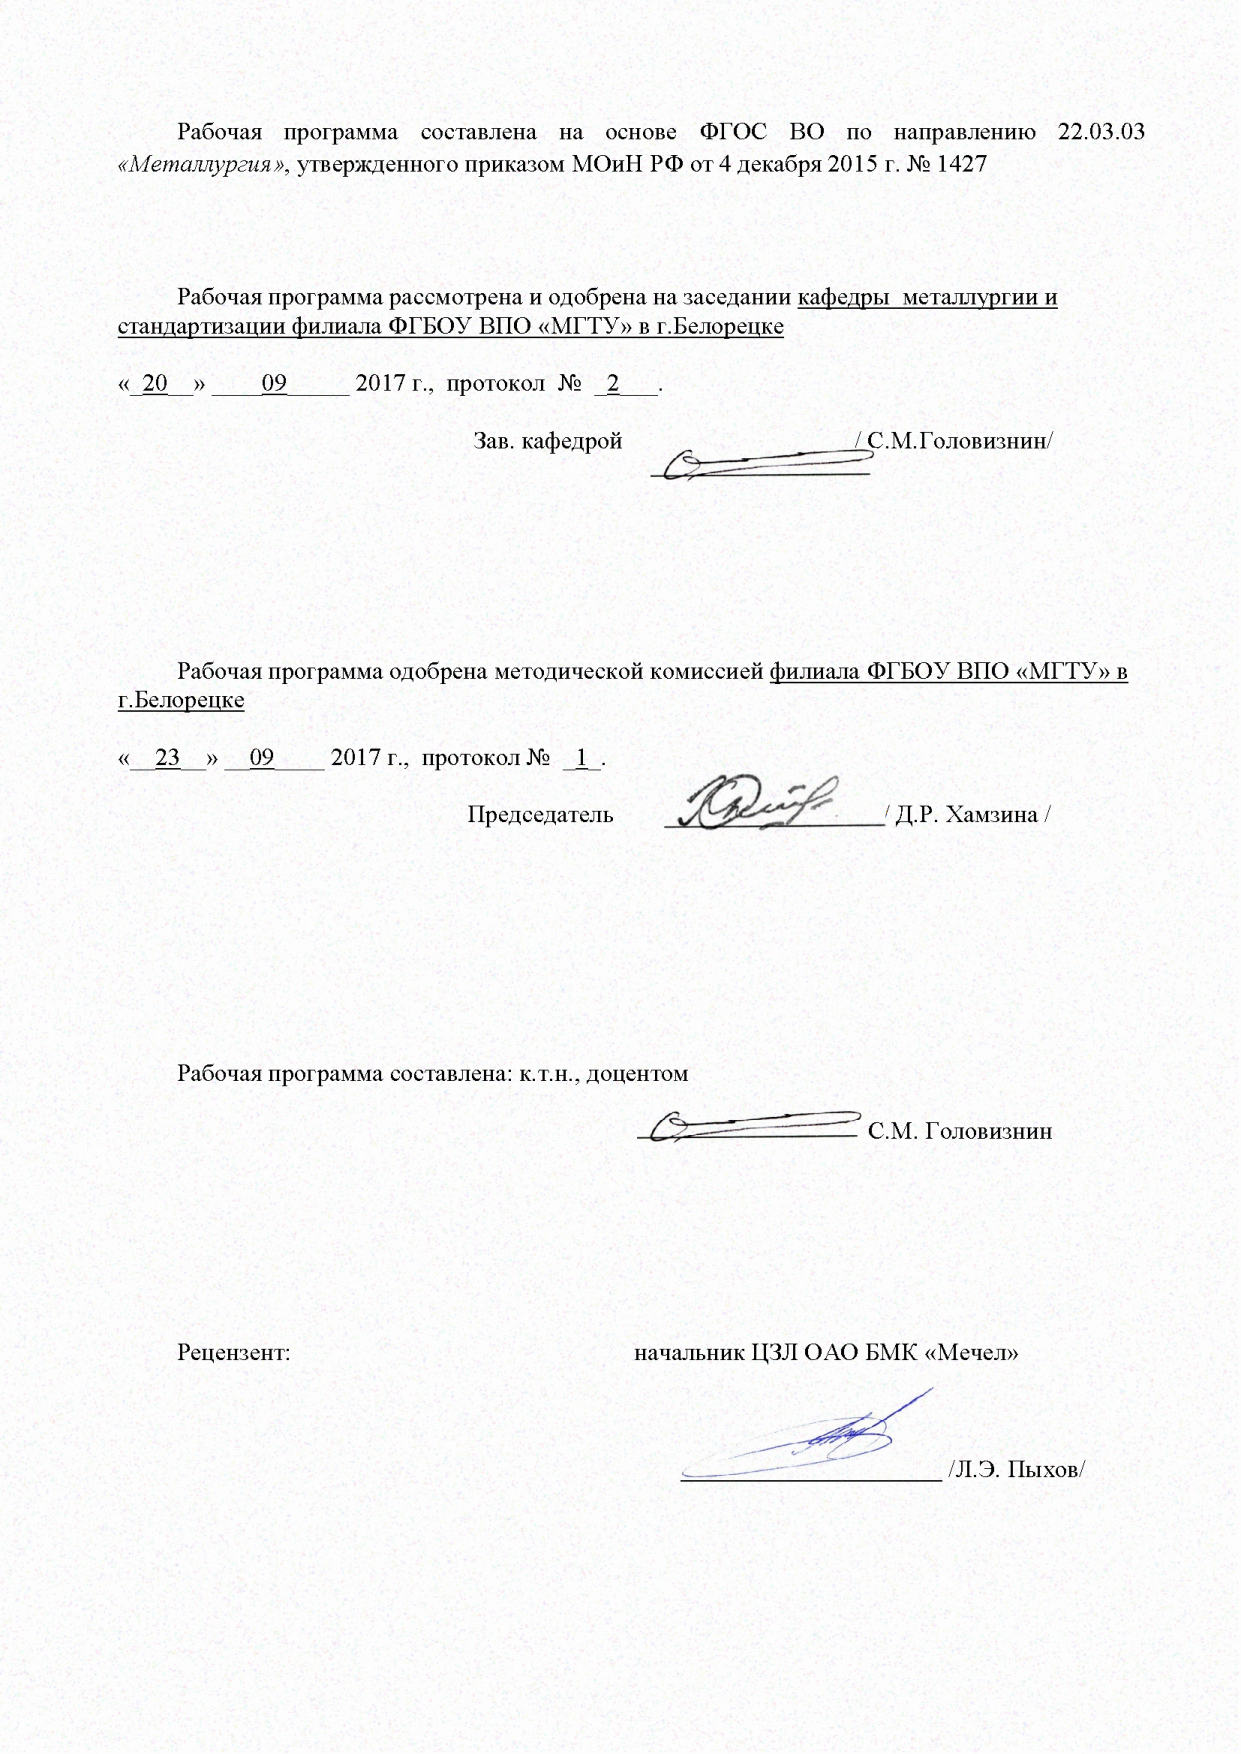 Рабочая программа составлена на основе ФГОС ВО по направлению 22.03.03
«Металлургия», утвержденного приказом МОиН РФ от 4 декабря 2015 г. № 1427
Рабочая программа рассмотрена и одобрена на заседании кафедры металлургии и
стандартизации филиала ФГБОУ ВПО «МГТУ» в г.Белорецке
«_20__» ____09_____ 2017 г., протокол № _2___.
Зав. кафедрой / С.М.Головизнин/
Рабочая программа одобрена методической комиссией филиала ФГБОУ ВПО «МГТУ» в
г.Белорецке
«__23__» __09____ 2017 г., протокол № _1_.
Председатель / Д.Р. Хамзина /
Рабочая программа составлена: к.т.н., доцентом
С.М. Головизнин
Рецензент: начальник ЦЗЛ ОАО БМК «Мечел»
/Л.Э. Пыхов/